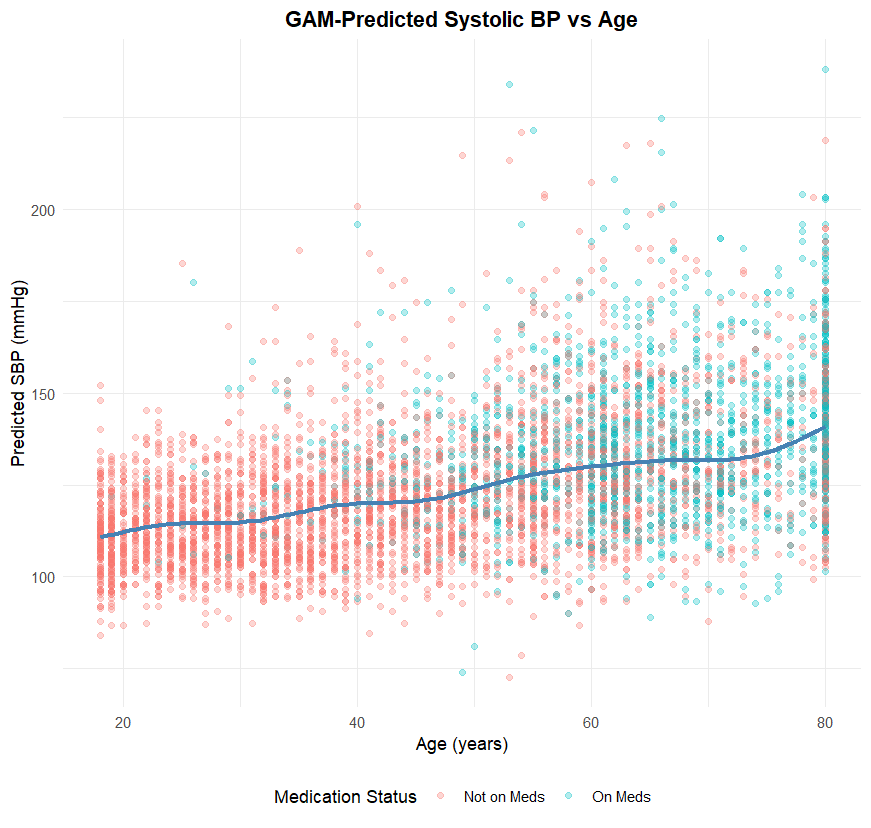 GAM-Predicted Systolic BP vs Age
Predicted SBP (mmHg)
200
150
100
20 40 60 80
Age (years)
Medication Status Not on Meds On Meds